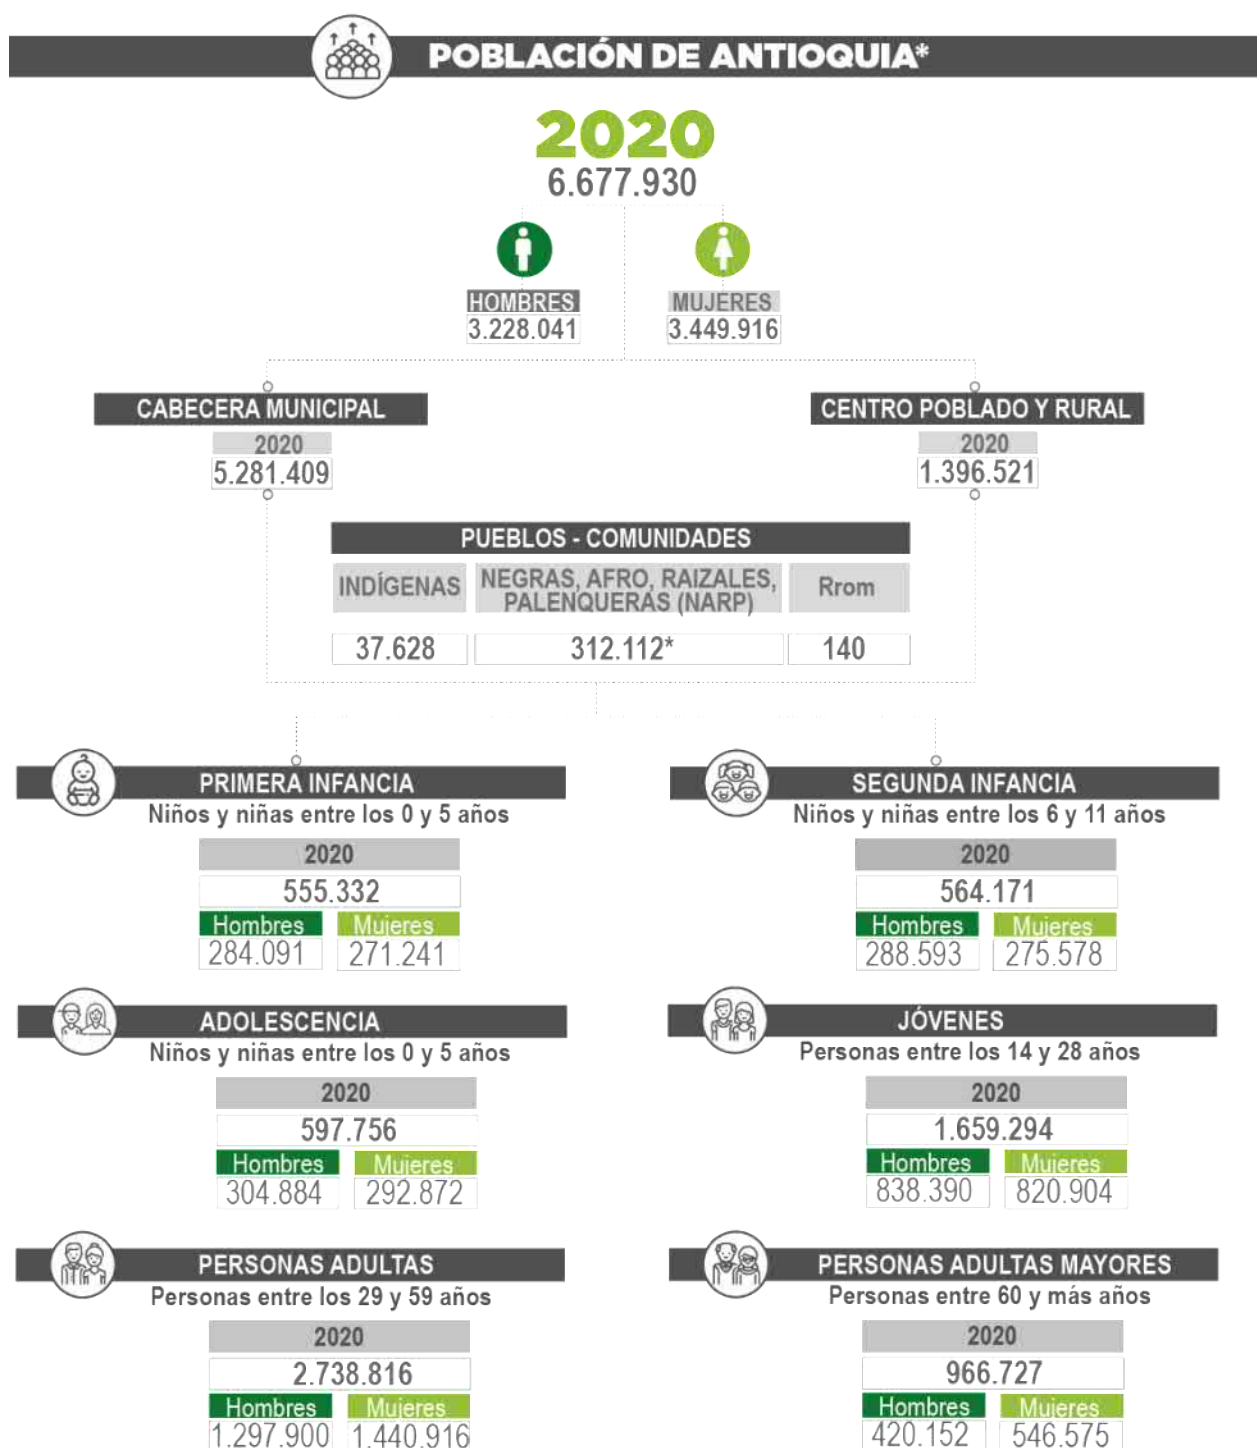 POBLACIÓN DE ANTIOQUIA*
2020
6.677.930
HOMBRES
3.228.041
MUJERES
3.449.916
CABECERA MUNICIPAL
2020
5.281.409
CENTRO POBLADO Y RURAL
2020
1.396.521
PUEBLOS - COMUNIDADES
INDÍGENAS
NEGRAS, AFRO, RAIZALES,
PALENQUERAS (NARP)
Rrom
37.628
312.112*
140
PRIMERA INFANCIA
Niños y niñas entre los 0 y 5 años
2020
555.332
Hombres
Mujeres
284.091
271.241
SEGUNDA INFANCIA
Niños y niñas entre los 6 y 11 años
2020
564.171
Hombres
Mujeres
288.593
275.578
ADOLESCENCIA
Niños y niñas entre los 0 y 5 años
2020
597.756
Hombres
Mujeres
304.884
292.872
JÓVENES
Personas entre los 14 y 28 años
2020
1.659.294
Hombres
Mujeres
838.390
820.904
PERSONAS ADULTAS
Personas entre los 29 y 59 años
2020
2.738.816
Hombres
Mujeres
1.297.900
1.440.916
PERSONAS ADULTAS MAYORES
Personas entre 60 y más años
2020
966.727
Hombres
Mujeres
420.152
546.575